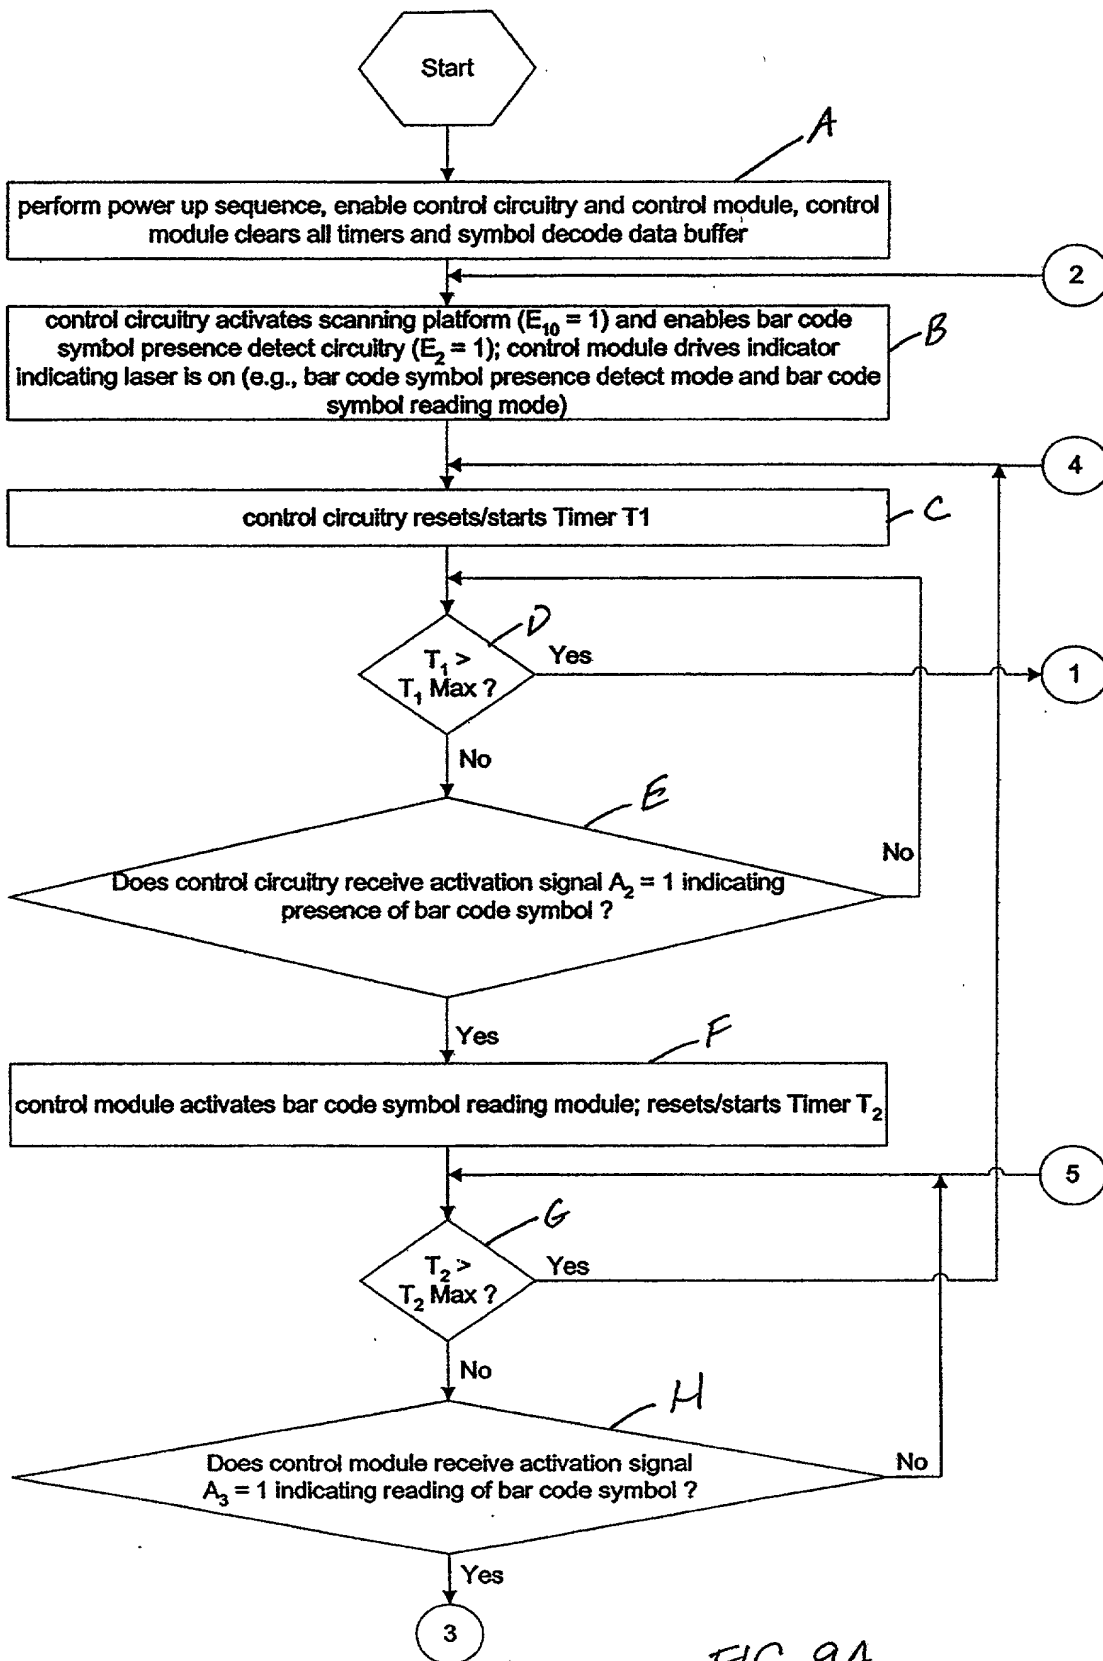 Start
A
perform power up sequence, enable control circuitry and control module, control
module clears all timers and symbol decode data buffer
2
control circuitry activates scanning platform (E10 = 1) and enables bar code
symbol presence detect circuitry (E2 = 1); control module drives indicator
indicating laser is on (e.g., bar code symbol presence detect mode and bar code
symbol reading mode)
B
4
control circuitry resets/starts Timer T1
C
D
T1 >
T1 Max ?
Yes
1
No
E
Does control circuitry receive activation signal A2 = 1 indicating
presence of bar code symbol ?
No
Yes
F
control module activates bar code symbol reading module; resets/starts Timer T2
5
G
T2 >
T2 Max ?
Yes
No
H
Does control module receive activation signal
A3 = 1 indicating reading of bar code symbol ?
No
Yes
3
FIG. 9A